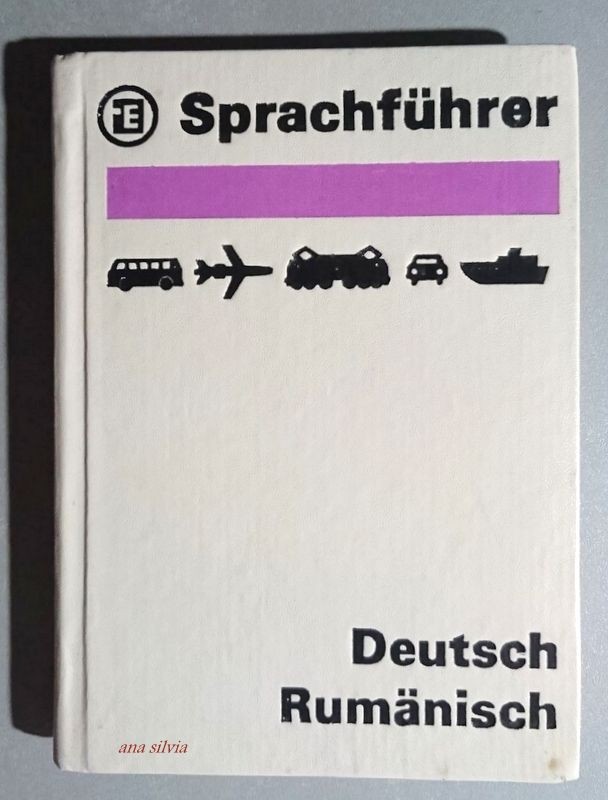 Sprachführer
Deutsch
Rumänisch
ana silvia